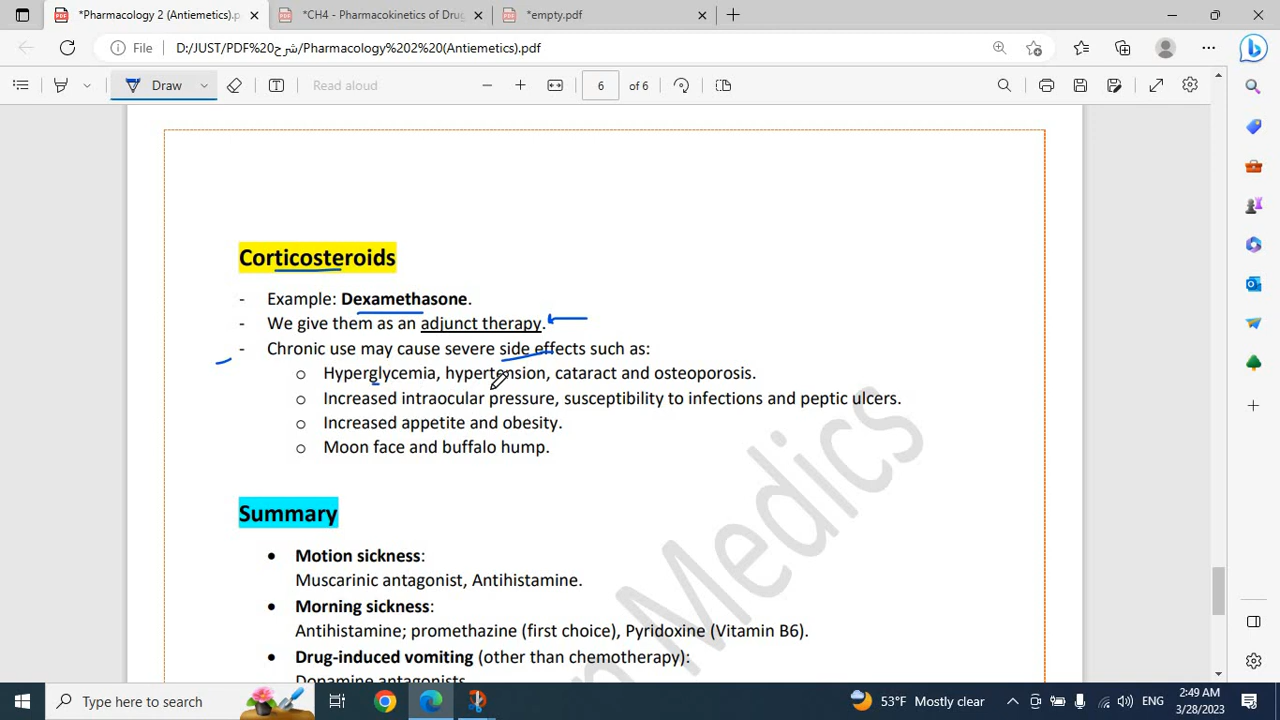 *Pharmacology 2 (Antiemetics).p
*CH4 - Pharmacokinetics of Drug
*empty.pdf
File
D:/JUST/PDF%20شرح/Pharmacology%202%20(Antiemetics).pdf
Draw
Read aloud
6
of 6
Corticosteroids
- Example: Dexamethasone.
- We give them as an adjunct therapy.
- Chronic use may cause severe side effects such as:
o Hyperglycemia, hypertension, cataract and osteoporosis.
o Increased intraocular pressure, susceptibility to infections and peptic ulcers.
o Increased appetite and obesity.
o Moon face and buffalo hump.
Summary
• Motion sickness:
Muscarinic antagonist, Antihistamine.
• Morning sickness:
Antihistamine; promethazine (first choice), Pyridoxine (Vitamin B6).
• Drug-induced vomiting (other than chemotherapy):
Dopamine antagonists
n Medics
Type here to search
53°F Mostly clear
ENG
2:49 AM
3/28/2023